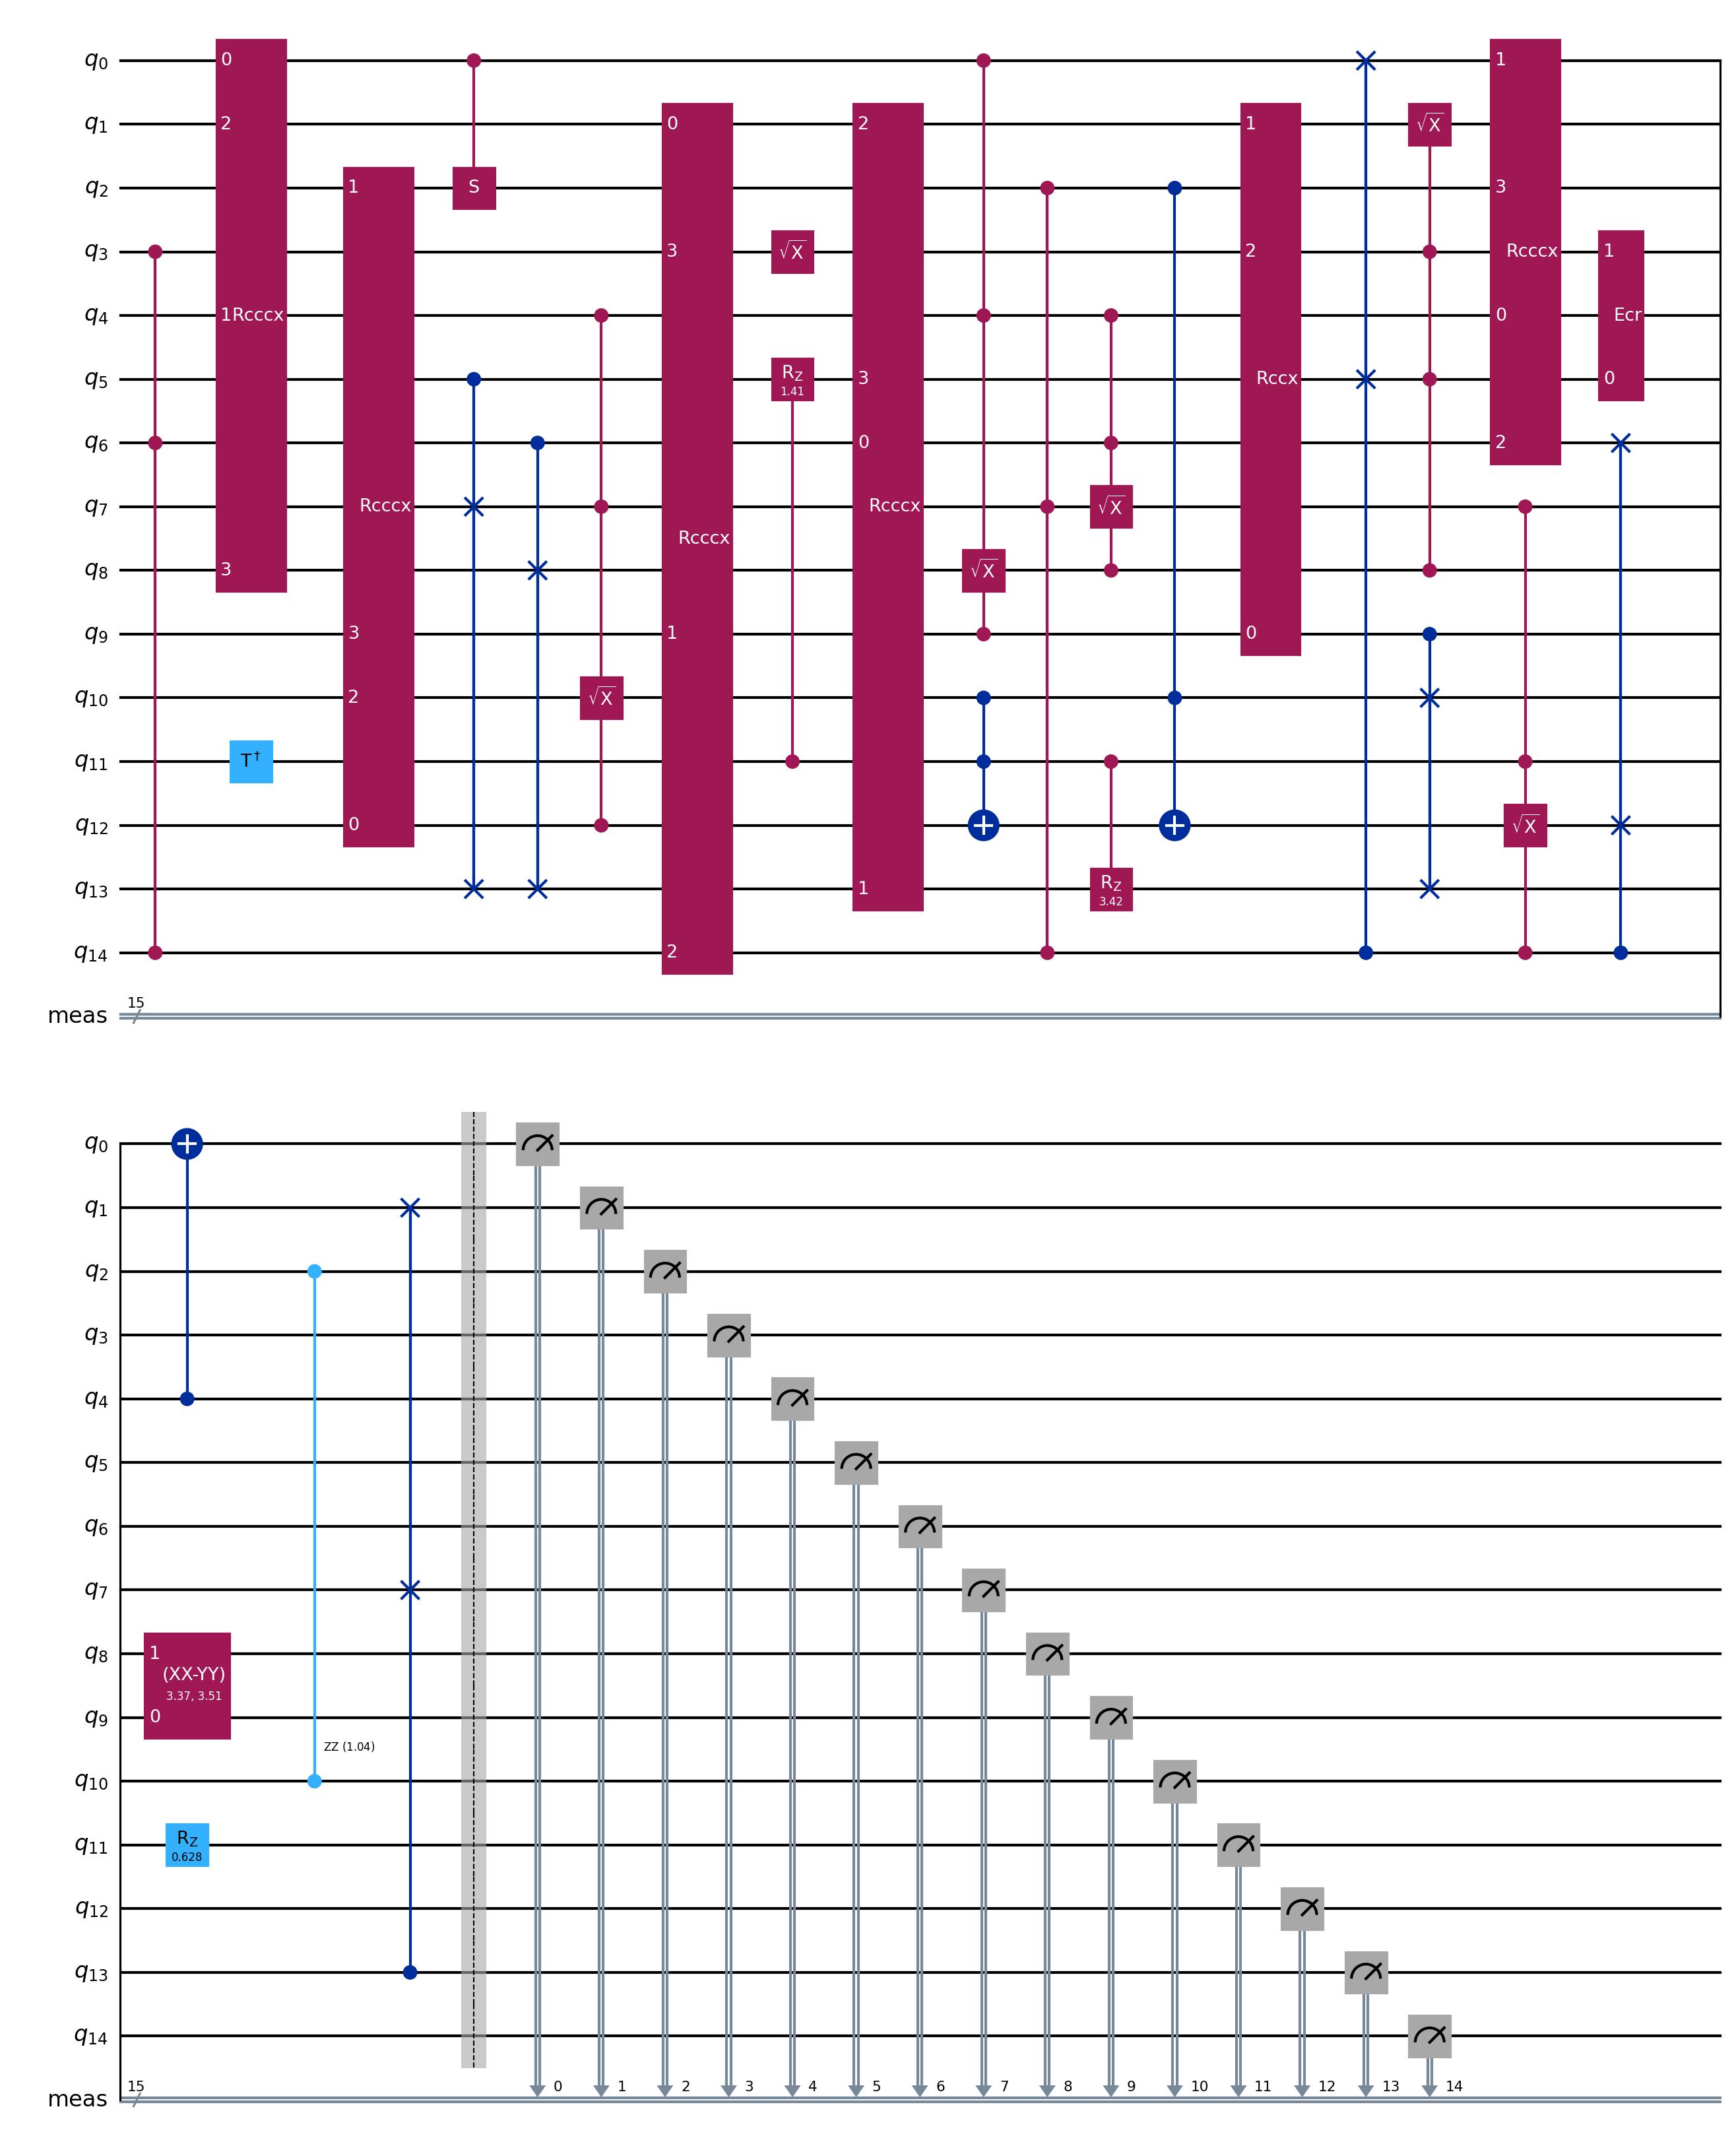 q0 0 1
q1 2 0 2 1 √X
q2 1 S 3
q3 3 √X 2 Rcccx 1
q4 1 Rcccx 0 Ecr
q5 RZ 1.41 3 Rccx 0
q6 0 2
q7 Rcccx Rcccx √X
Rcccx
q8 3 √X
q9 3 1 0
q10 2 √X
q11 T†
q12 0 √X
q13 1 RZ 3.42
q14 2
meas 15
q0
q1
q2
q3
q4
q5
q6
q7
q8 1
(XX-YY)
3.37, 3.51
q9 0
ZZ (1.04)
q10
q11 RZ 0.628
q12
q13
q14
meas 15 0 1 2 3 4 5 6 7 8 9 10 11 12 13 14